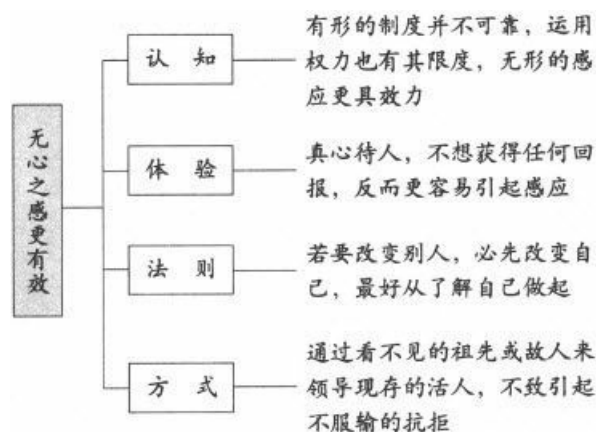 无心之感更有效
认知
有形的制度并不可靠，运用
权力也有其限度，无形的感
应更具效力
体验
真心待人，不想获得任何回
报，反而更容易引起感应
法则
若要改变别人，必先改变自
己，最好从了解自己做起
方式
通过看不见的祖先或故人来
领导现存的活人，不致引起
不服输的抗拒